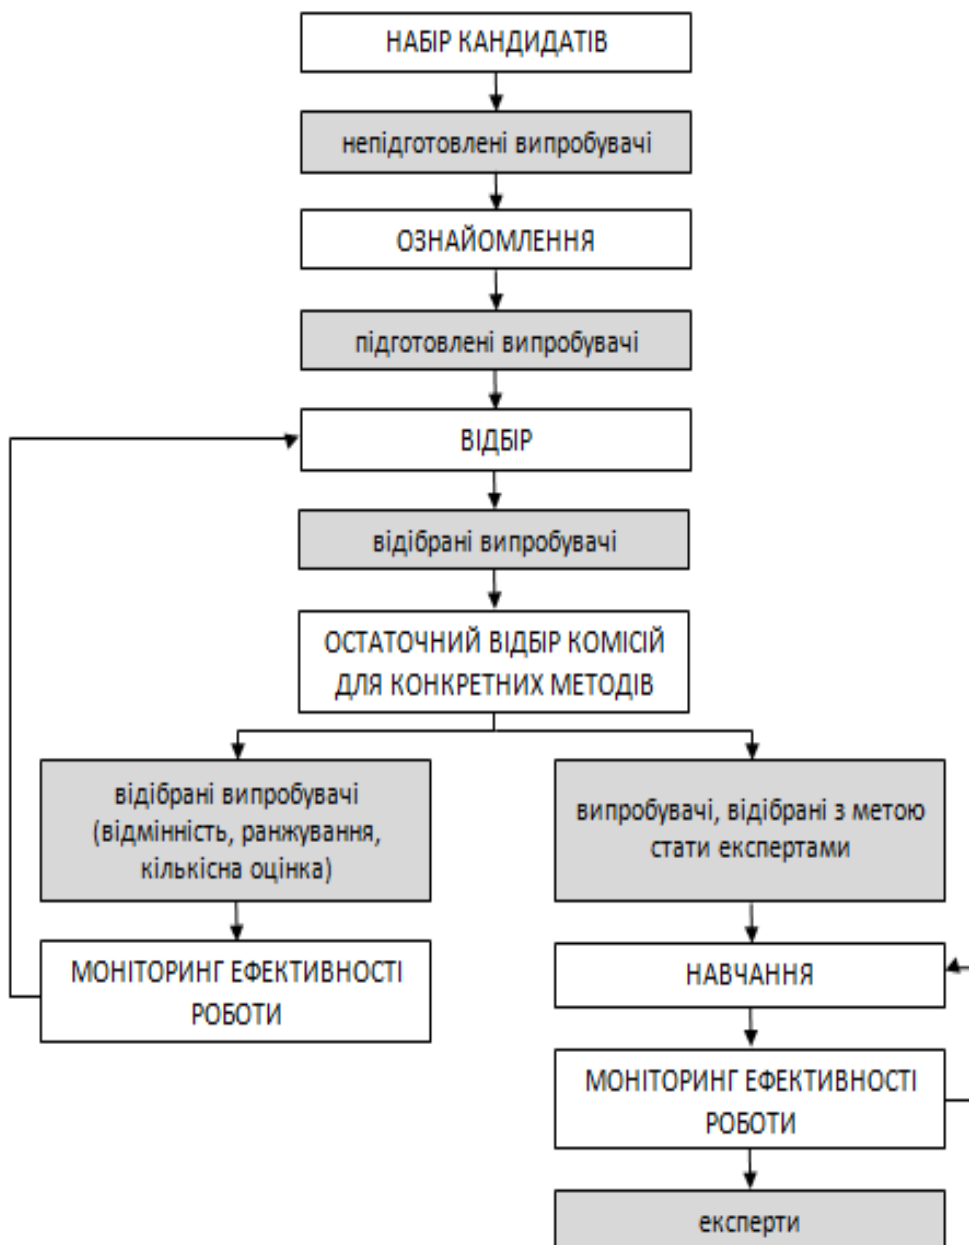 НАБІР КАНДИДАТІВ
непідготовлені випробувачі
ОЗНАЙОМЛЕННЯ
підготовлені випробувачі
ВІДБІР
відібрані випробувачі
ОСТАТОЧНИЙ ВІДБІР КОМІСІЙ
ДЛЯ КОНКРЕТНИХ МЕТОДІВ
відібрані випробувачі
(відмінність, ранжування,
кількісна оцінка)
МОНІТОРИНГ ЕФЕКТИВНОСТІ
РОБОТИ
випробувачі, відібрані з метою
стати експертами
НАВЧАННЯ
МОНІТОРИНГ ЕФЕКТИВНОСТІ
РОБОТИ
експерти